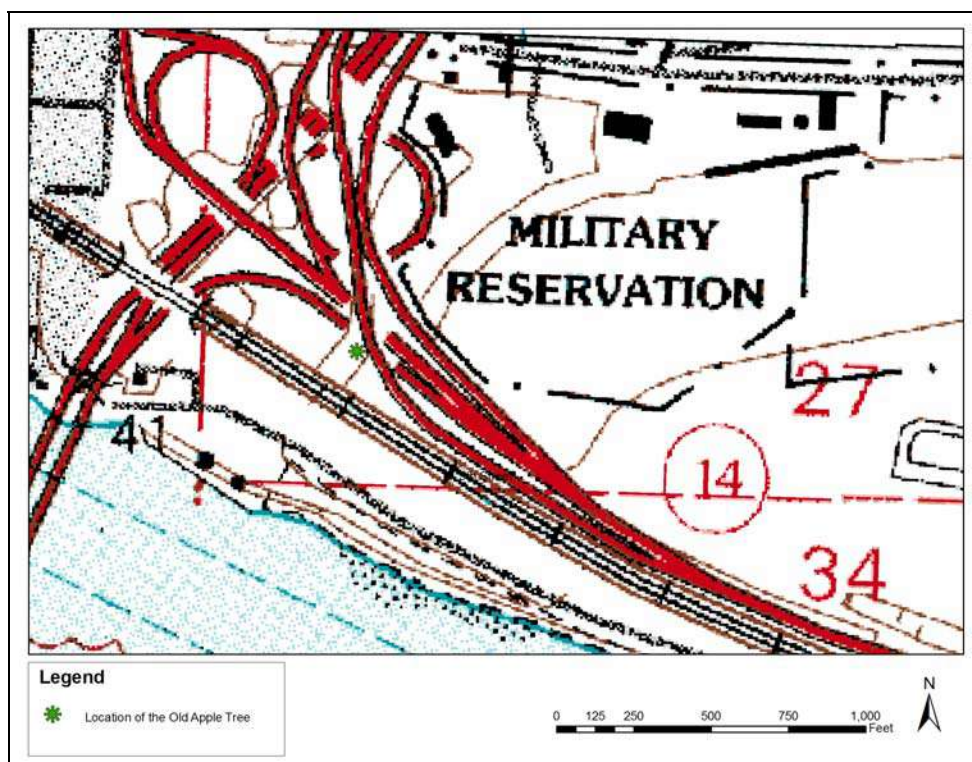 MILITARY
RESERVATION
27
41
14
34
Legend
Location of the Old Apple Tree
N
0 125 250 500 750 1,000
Feet